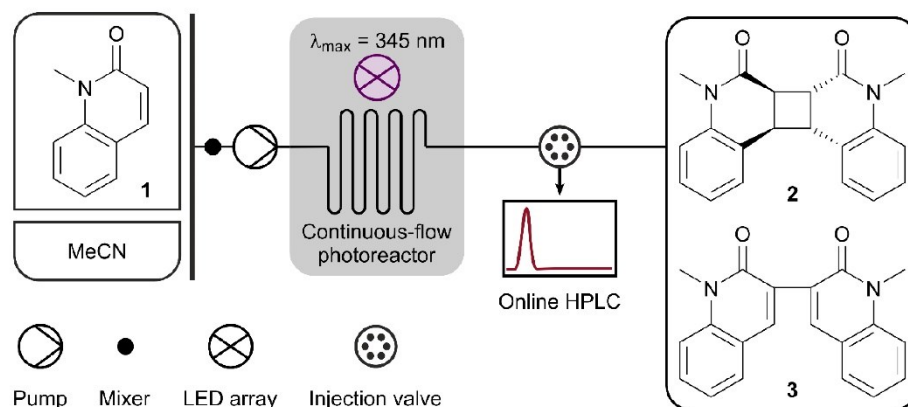 O
N
1
MeCN
λmax = 345 nm
Continuous-flow
photoreactor
Online HPLC
O O
N N
2
O O
N N
3
Pump Mixer LED array Injection valve